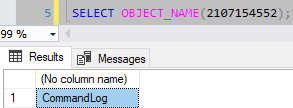 5 SELECT OBJECT_NAME(2107154552);
99 %
Results Messages
(No column name)
1 CommandLog